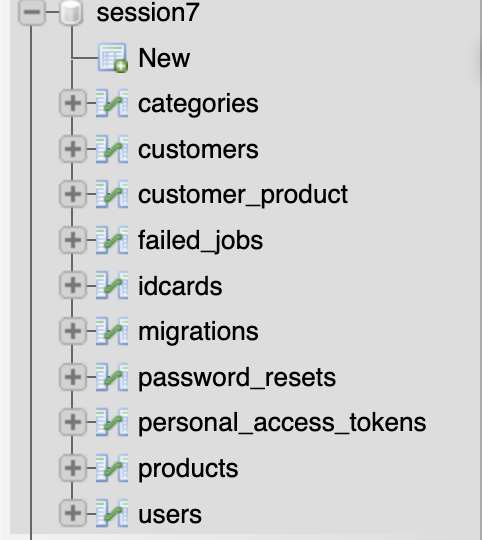 session7
New
categories
customers
customer_product
failed_jobs
idcards
migrations
password_resets
personal_access_tokens
products
users